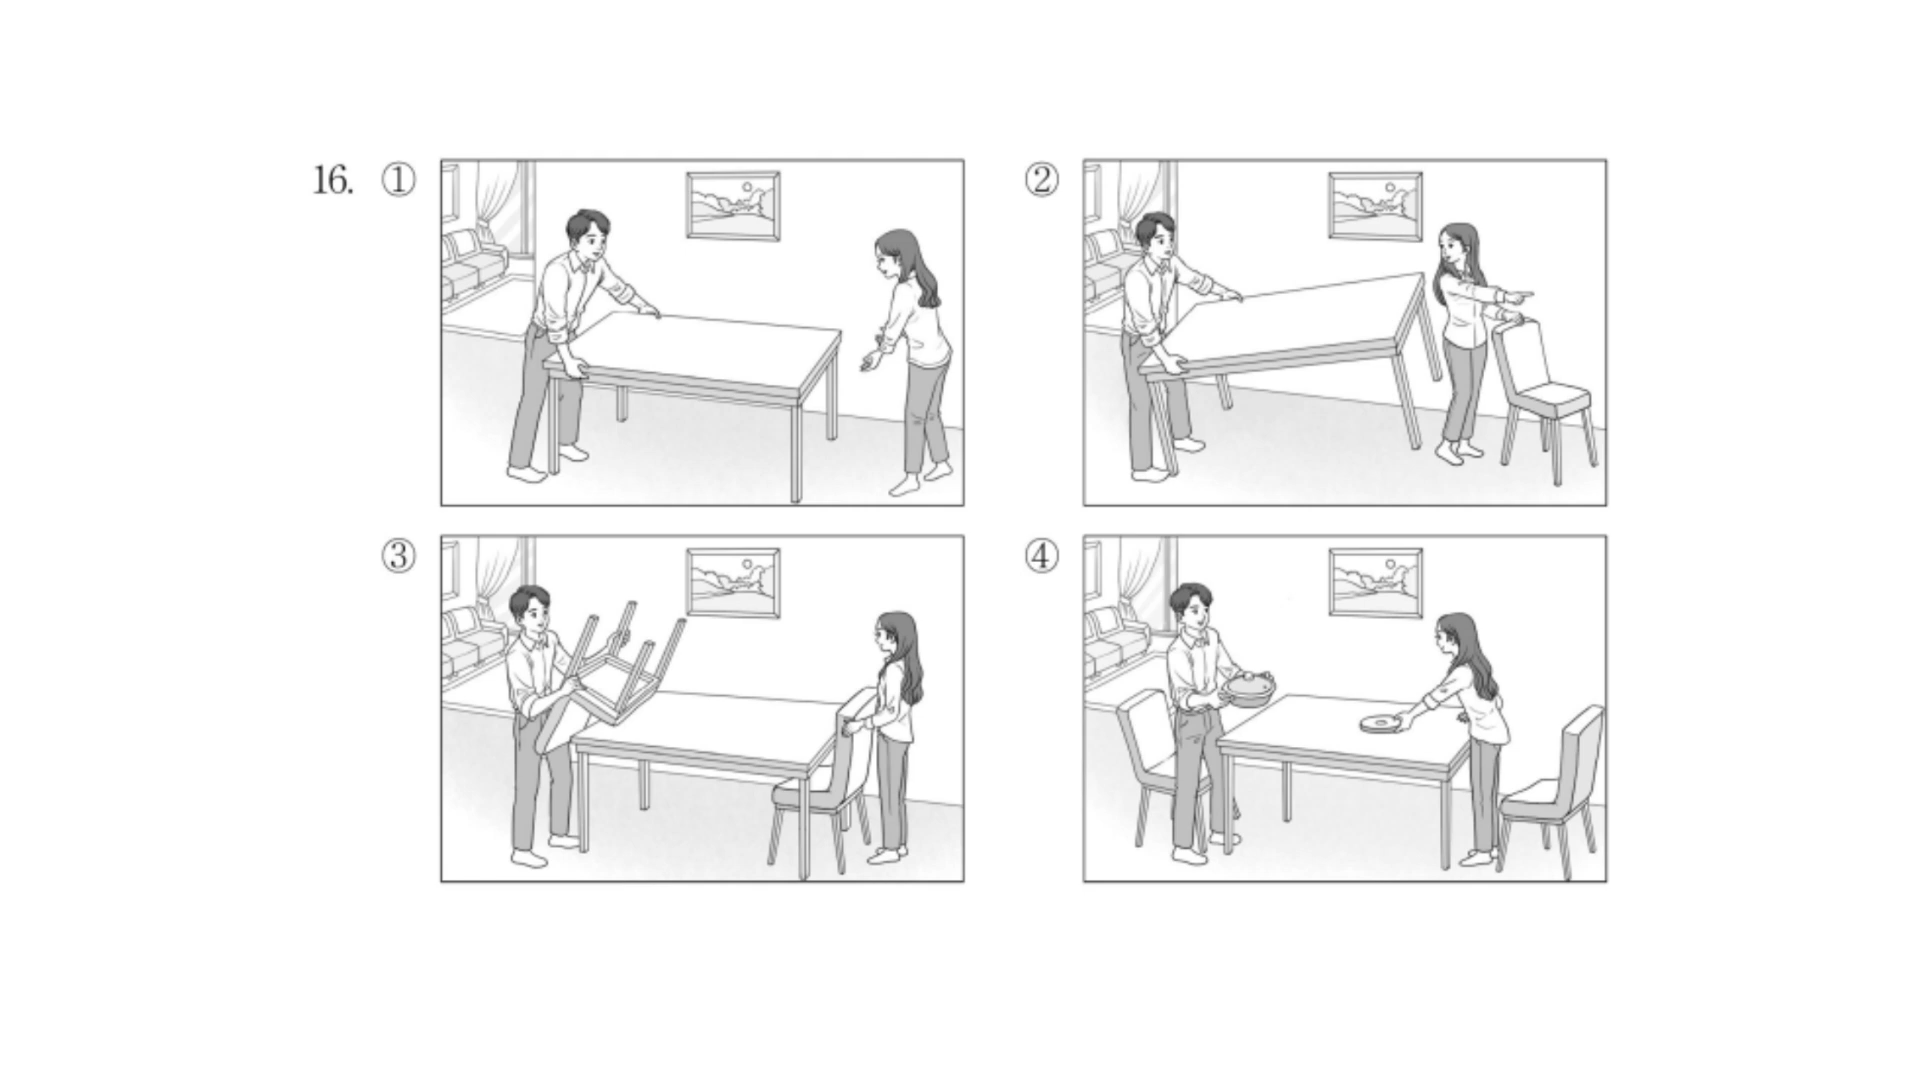 16. ① ②
③ ④